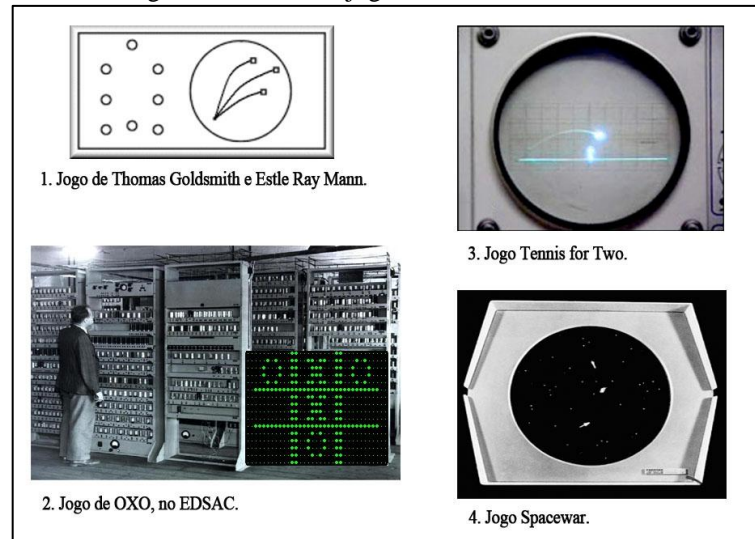 1. Jogo de Thomas Goldsmith e Estle Ray Mann.
3. Jogo Tennis for Two.
2. Jogo de OXO, no EDSAC.
4. Jogo Spacewar.